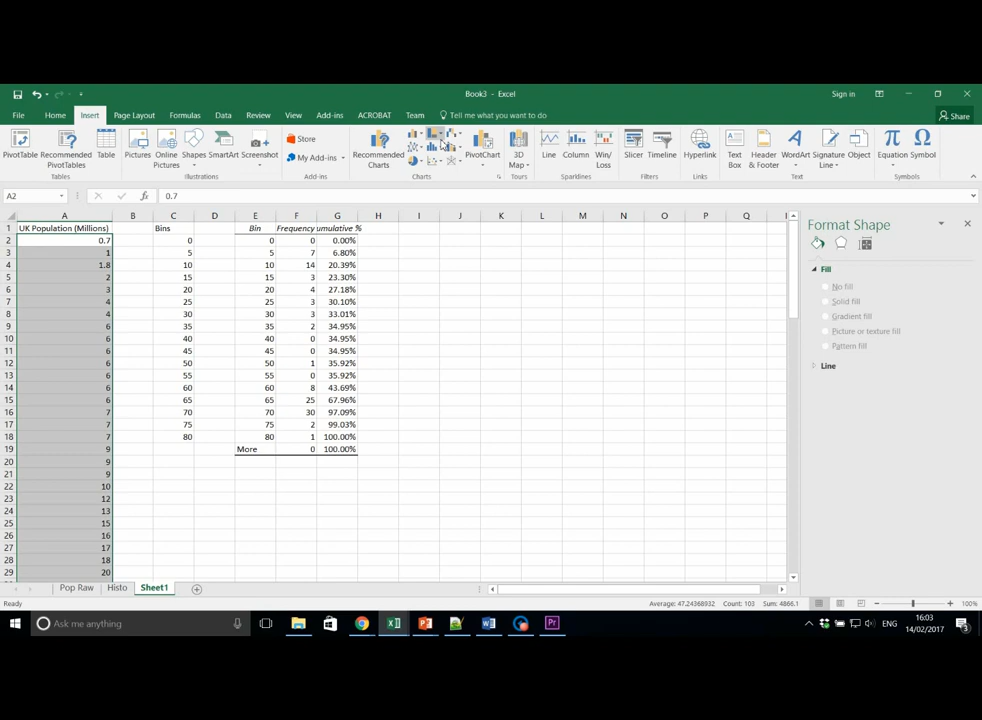 Book3 - Excel
Sign in
File Home Insert Page Layout Formulas Data Review View Add-ins ACROBAT Team Tell me what you want to do
Share
PivotTable Recommended PivotTables Table Pictures Online Pictures Shapes SmartArt Screenshot Store My Add-ins Recommended Charts PivotChart 3D Map Line Column Win/Loss Slicer Timeline Hyperlink Text Box Header & Footer WordArt Signature Line Object Equation Symbol
Tables Illustrations Add-ins Charts Tours Sparklines Filters Text Symbols
A2 fx 0.7
A B C D E F G H I J K L M N O P Q
1 UK Population (Millions) Bins Bin Frequency umulative %
2 0.7 0 0 0 0.00%
3 1 5 5 7 6.80%
4 1.8 10 10 14 20.39%
5 2 15 15 3 23.30%
6 3 20 20 4 27.18%
7 4 25 25 3 30.10%
8 4 30 30 3 33.01%
9 6 35 35 2 34.95%
10 6 40 40 0 34.95%
11 6 45 45 0 34.95%
12 6 50 50 1 35.92%
13 6 55 55 0 35.92%
14 6 60 60 8 43.69%
15 6 65 65 25 67.96%
16 7 70 70 30 97.09%
17 7 75 75 2 99.03%
18 7 80 80 1 100.00%
19 9 More 0 100.00%
20 9
21 9
22 10
23 12
24 13
25 15
26 16
27 17
28 18
29 20
Format Shape
Fill
No fill
Solid fill
Gradient fill
Picture or texture fill
Pattern fill
Line
Pop Raw Histo Sheet1
Ready Average: 47.24368932 Count: 103 Sum: 4866.1 100%
Ask me anything
ENG
16:03
14/02/2017
3